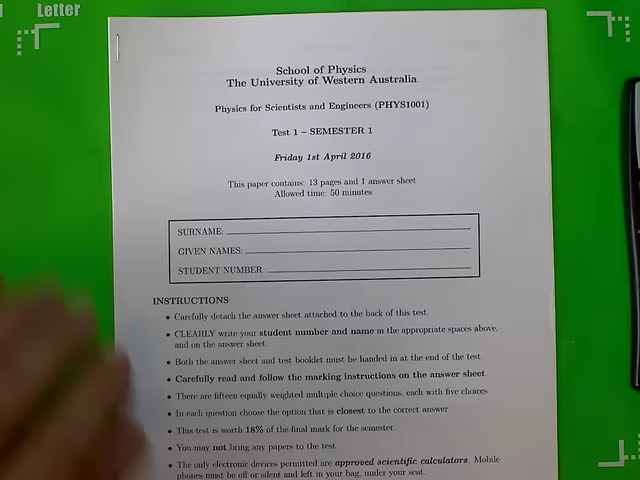 Letter
School of Physics
The University of Western Australia
Physics for Scientists and Engineers (PHYS1001)
Test 1 – SEMESTER 1
Friday 1st April 2016
This paper contains: 13 pages and 1 answer sheet.
Allowed time: 50 minutes
SURNAME:
GIVEN NAMES:
STUDENT NUMBER
INSTRUCTIONS
• Carefully detach the answer sheet attached to the back of this test.
• CLEARLY write your student number and name in the appropriate spaces above,
and on the answer sheet.
• Both the answer sheet and test booklet must be handed in at the end of the test.
• Carefully read and follow the marking instructions on the answer sheet.
• There are fifteen equally weighted multiple choice questions, each with five choices.
• In each question choose the option that is closest to the correct answer
• This test is worth 18% of the final mark for the semester.
• You may not bring any papers to the test
• The only electronic devices permitted are approved scientific calculators. Mobile
phones must be off or silent and left in your bag, under your seat.